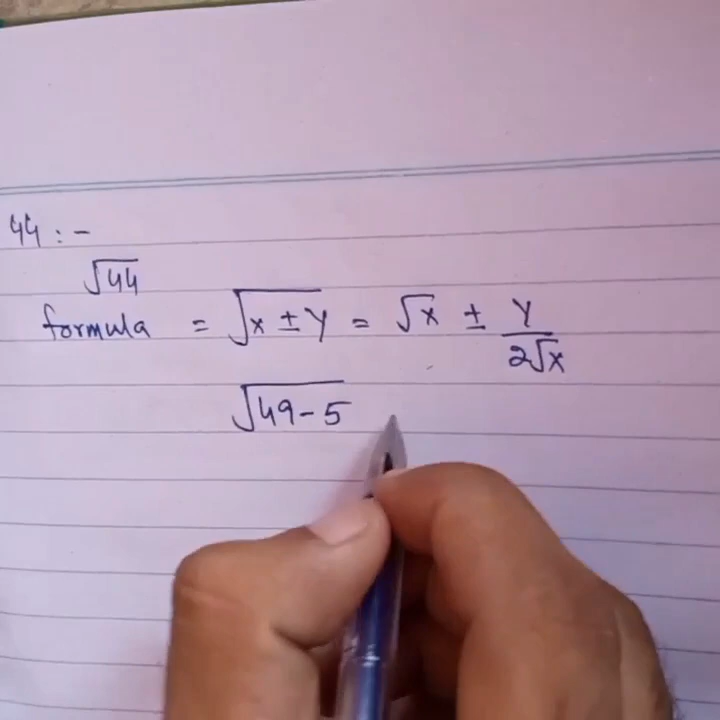 44 :-
√44
formula = √x ± y = √x ± y/2√x
√49 - 5